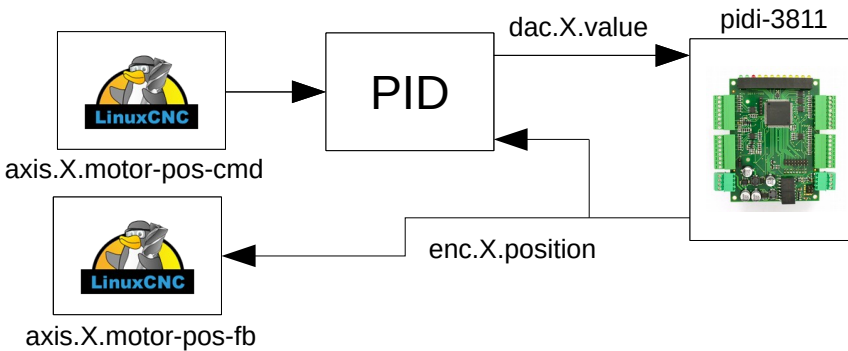 dac.X.value
pidi-3811
LinuxCNC
PID
axis.X.motor-pos-cmd
LinuxCNC
enc.X.position
axis.X.motor-pos-fb